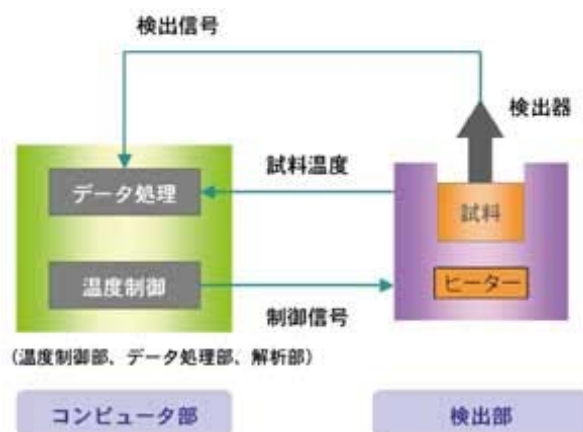 検出信号
検出器
試料温度
データ処理
試料
温度制御
ヒーター
制御信号
(温度制御部、データ処理部、解析部)
コンピュータ部
検出部